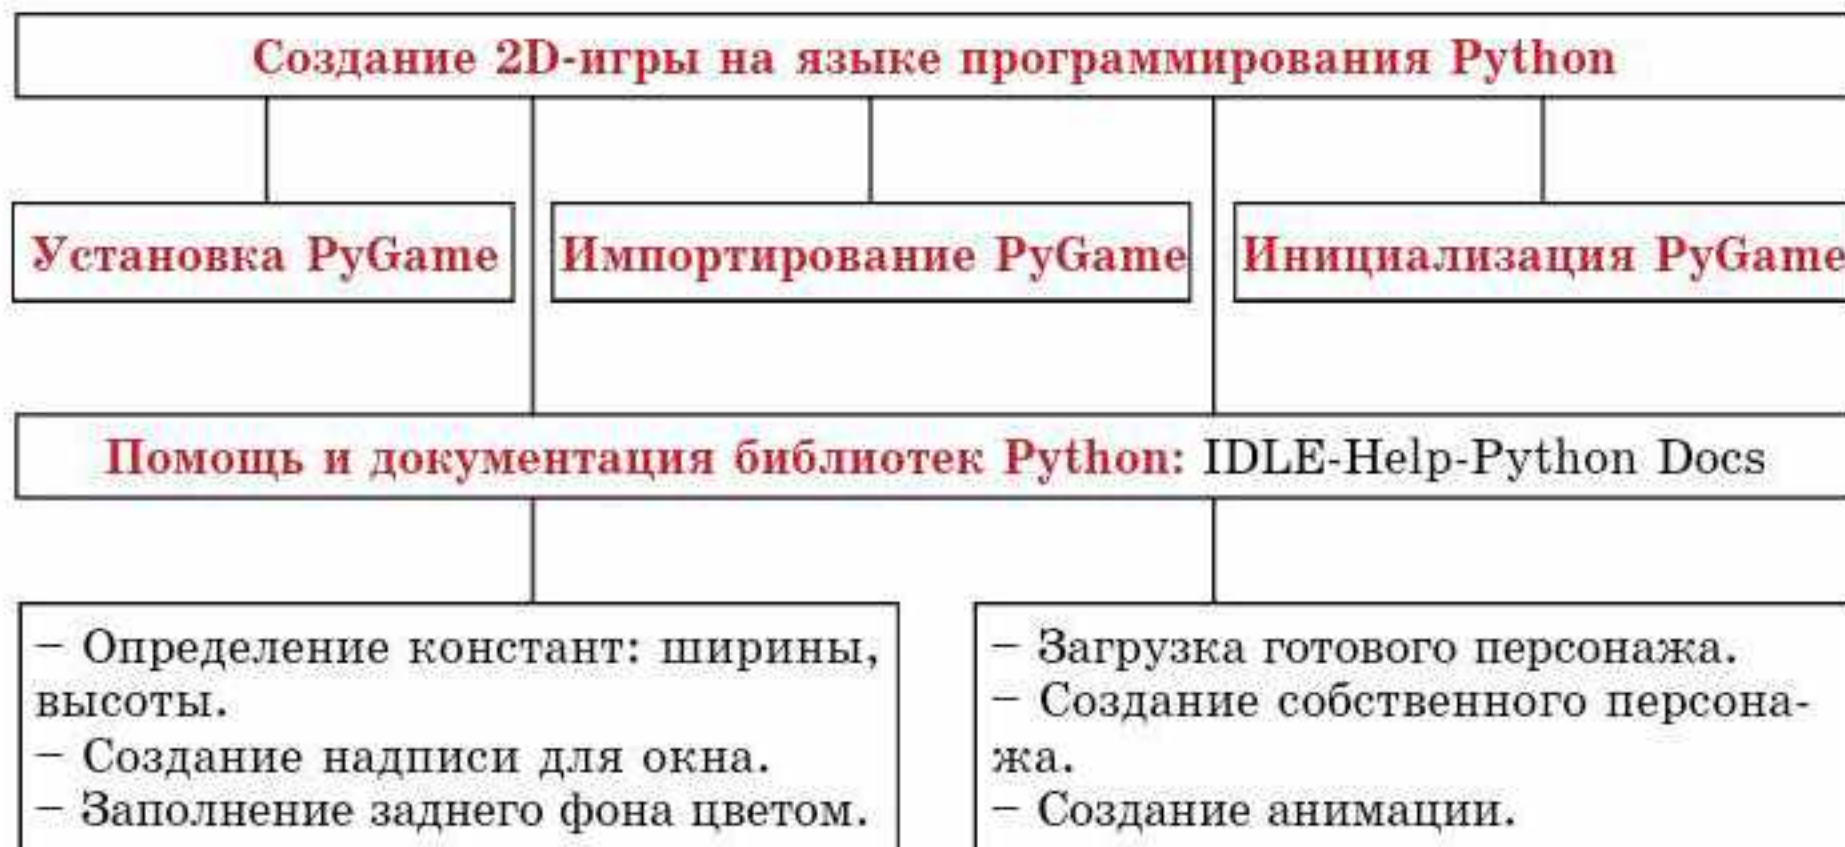 Создание 2D-игры на языке программирования Python
Установка PyGame
Импортирование PyGame
Инициализация PyGame
Помощь и документация библиотек Python: IDLE-Help-Python Docs
– Определение констант: ширины,
высоты.
– Создание надписи для окна.
– Заполнение заднего фона цветом.
– Загрузка готового персонажа.
– Создание собственного персона-
жа.
– Создание анимации.